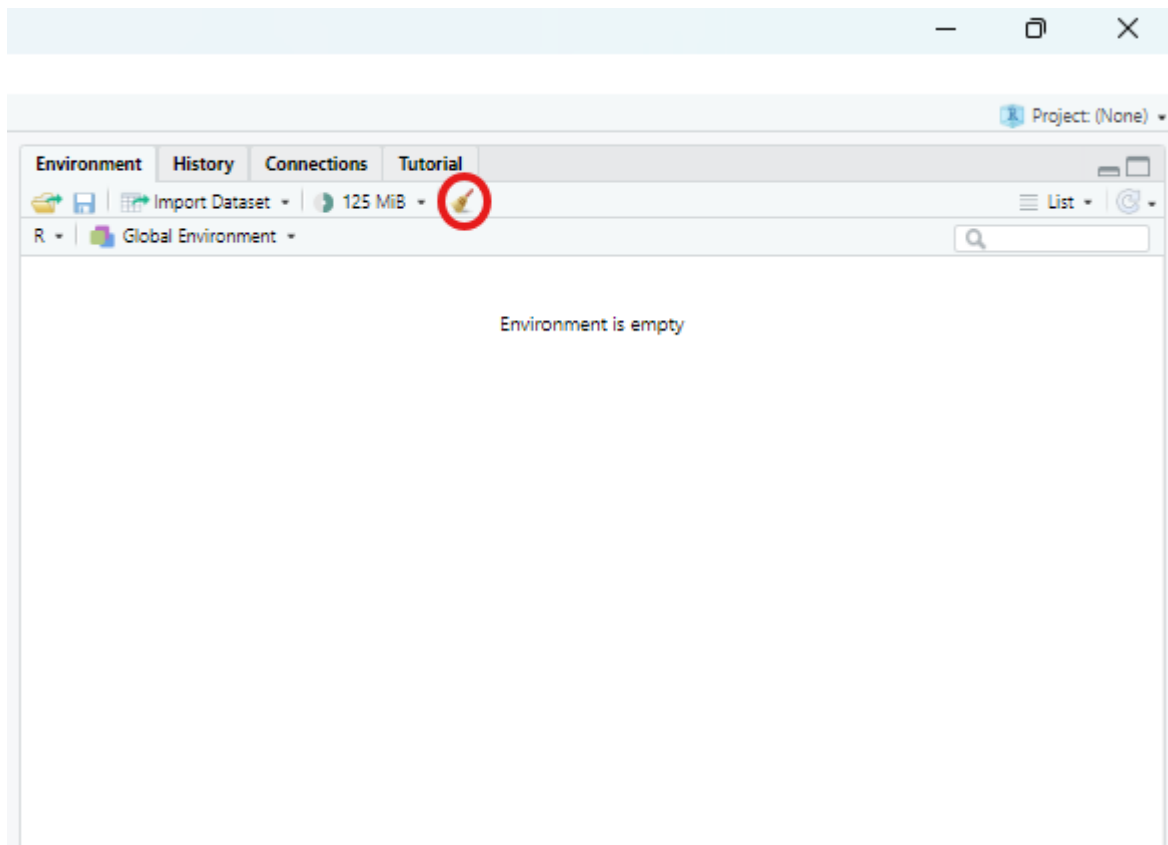 Project: (None)
Environment History Connections Tutorial
Import Dataset 125 MiB List
R Global Environment
Environment is empty